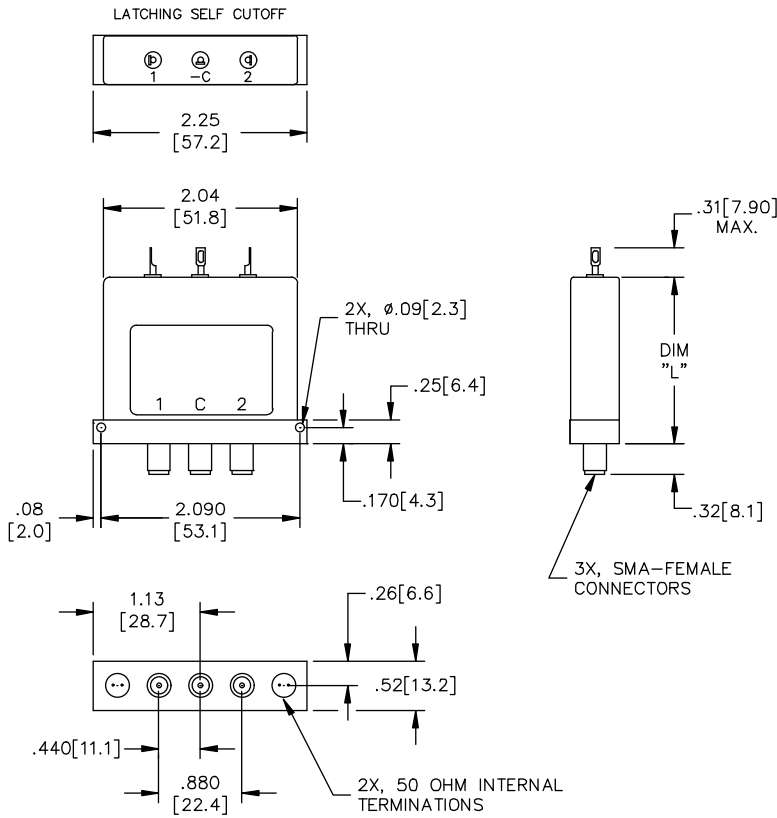 LATCHING SELF CUTOFF
1 -C 2
2.25
[57.2]
2.04
[51.8]
.31[7.90]
MAX.
2X, ø.09[2.3]
THRU
DIM
"L"
.25[6.4]
1 C 2
.170[4.3]
.08
[2.0]
2.090
[53.1]
.32[8.1]
3X, SMA-FEMALE
CONNECTORS
1.13
[28.7]
.26[6.6]
.52[13.2]
.440[11.1]
.880
[22.4]
2X, 50 OHM INTERNAL
TERMINATIONS